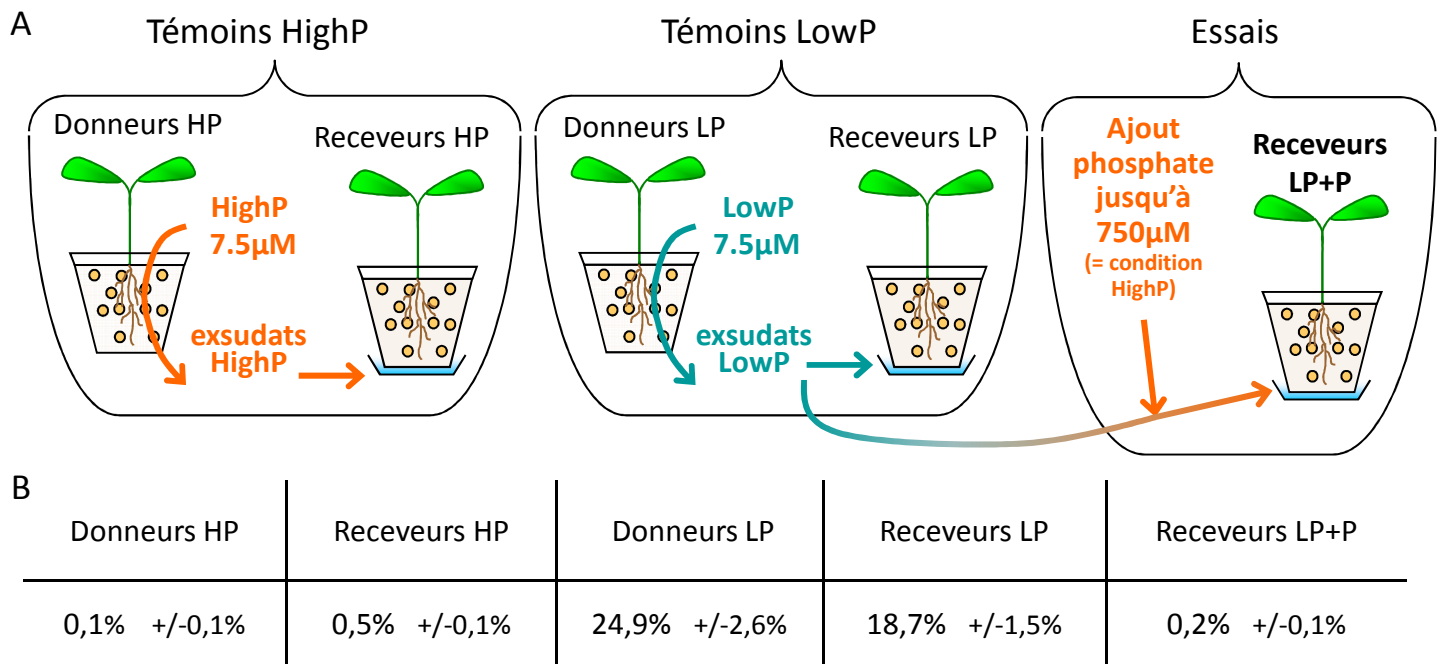 A
Témoins HighP
Témoins LowP
Essais
Donneurs HP
Receveurs HP
HighP
7.5µM
exsudats
HighP
Donneurs LP
Receveurs LP
LowP
7.5µM
exsudats
LowP
Ajout
phosphate
jusqu'à
750µM
(= condition
HighP)
Receveurs
LP+P
B
Donneurs HP Receveurs HP Donneurs LP Receveurs LP Receveurs LP+P
0,1% +/-0,1% 0,5% +/-0,1% 24,9% +/-2,6% 18,7% +/-1,5% 0,2% +/-0,1%